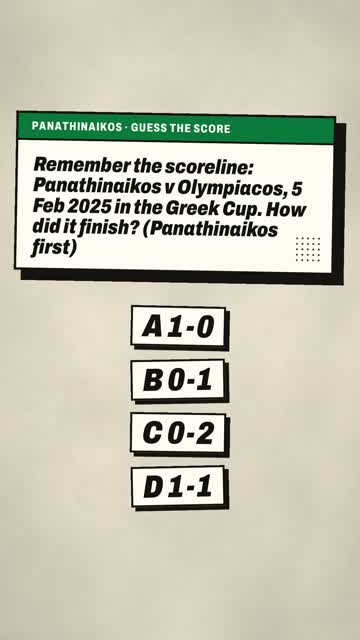 PANATHINAIKOS · GUESS THE SCORE
Remember the scoreline:
Panathinaikos v Olympiacos, 5
Feb 2025 in the Greek Cup. How
did it finish? (Panathinaikos
first)
A 1-0
B 0-1
C 0-2
D 1-1